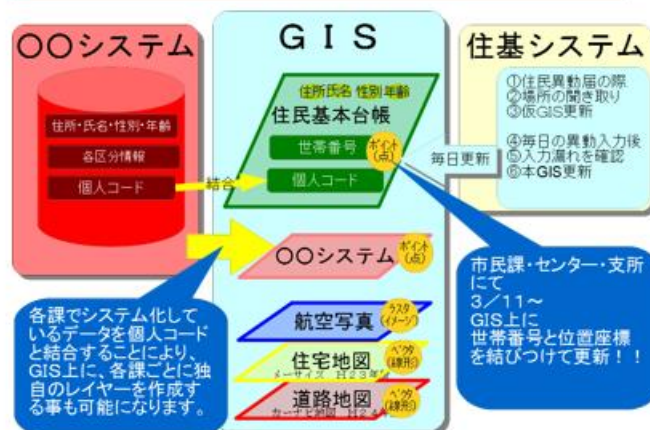 〇〇システム
住所・氏名・性別・年齢
各区分情報
個人コード
結合
GIS
住所氏名 性別年齢
住民基本台帳
世帯番号
個人コード
ポイント
(点)
毎日更新
住基システム
①住民異動届の際
②場所の聞き取り
③仮GIS更新
④毎日の異動入力後
⑤入力漏れを確認
⑥本GIS更新
〇〇システム
ポイント
(点)
航空写真
ラスタ
(イメージ)
住宅地図
ベクタ
(線形)
道路地図
ベクタ
(線形)
各課でシステム化して
いるデータを個人コード
と結合することにより、
GIS上に、各課ごとに独
自のレイヤーを作成す
る事も可能になります。
市民課・センター・支所
にて
3/11~
GIS上に
世帯番号と位置座標
を結びつけて更新!!